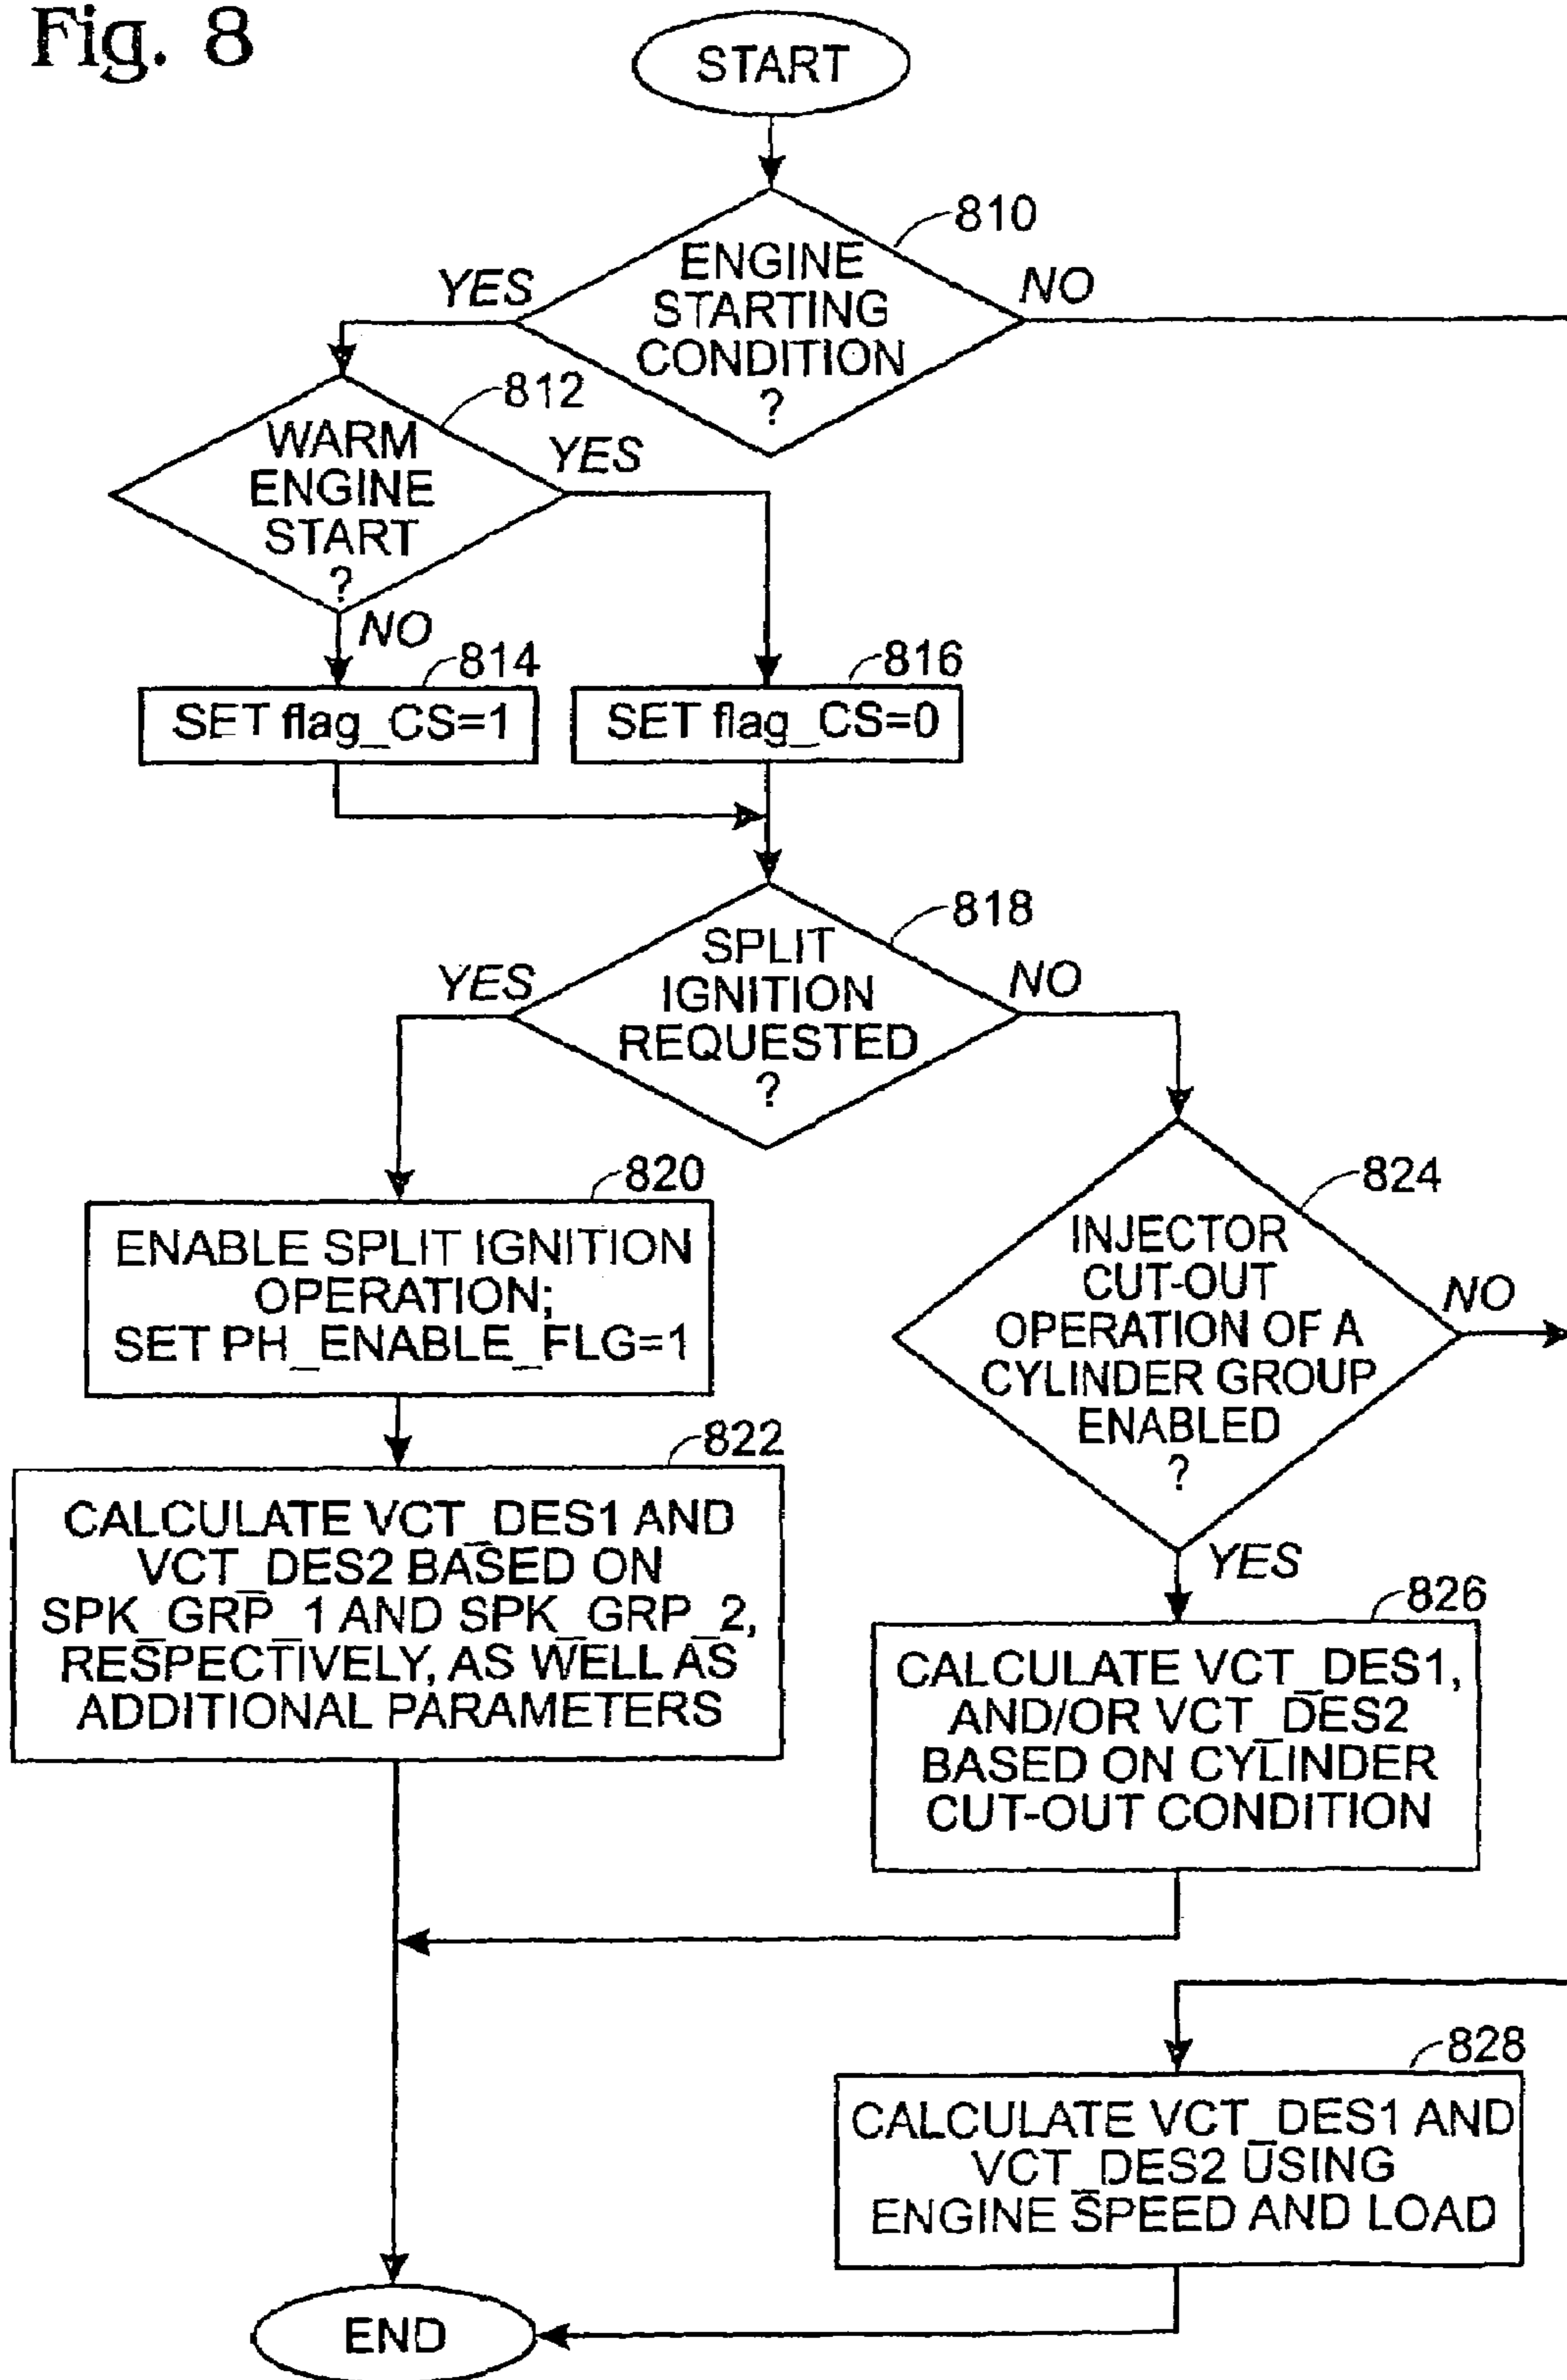 Fig. 8
START
810
ENGINE
STARTING
CONDITION
?
YES
NO
812
WARM
ENGINE
START
?
YES
NO
814
SET flag_CS=1
816
SET flag_CS=0
818
SPLIT
IGNITION
REQUESTED
?
YES
NO
820
ENABLE SPLIT IGNITION
OPERATION;
SET PH_ENABLE_FLG=1
824
INJECTOR
CUT-OUT
OPERATION OF A
CYLINDER GROUP
ENABLED
?
NO
YES
822
CALCULATE VCT_DES1 AND
VCT_DES2 BASED ON
SPK_GRP_1 AND SPK_GRP_2,
RESPECTIVELY, AS WELL AS
ADDITIONAL PARAMETERS
826
CALCULATE VCT_DES1,
AND/OR VCT_DES2
BASED ON CYLINDER
CUT-OUT CONDITION
828
CALCULATE VCT_DES1 AND
VCT_DES2 USING
ENGINE SPEED AND LOAD
END